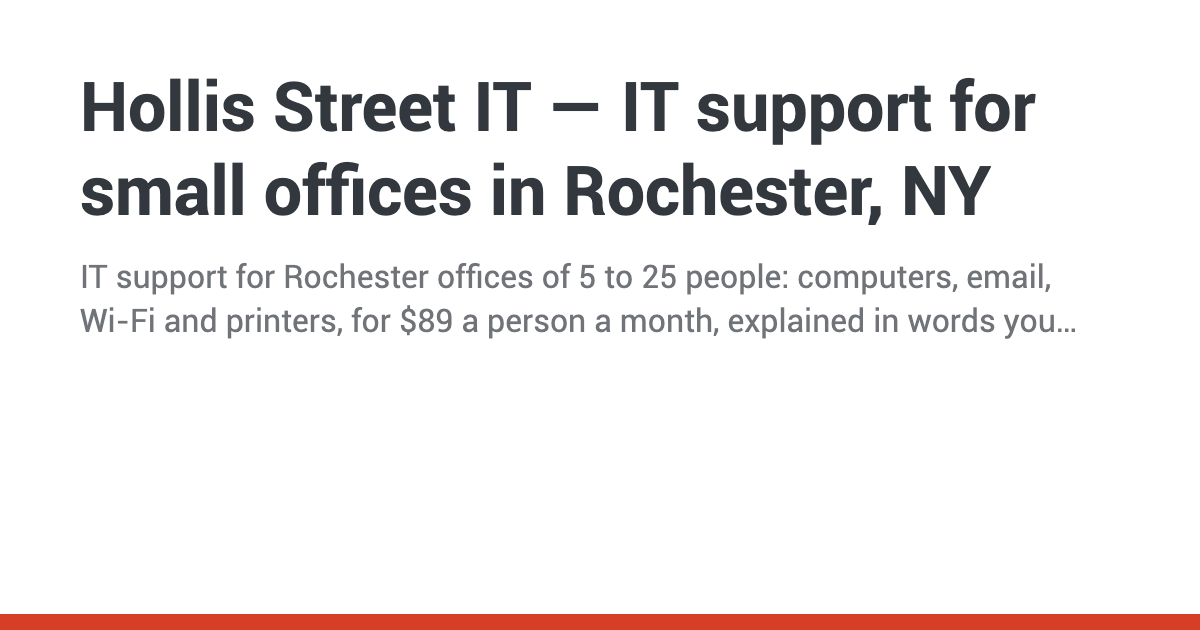 Hollis Street IT — IT support for
small offices in Rochester, NY
IT support for Rochester offices of 5 to 25 people: computers, email,
Wi-Fi and printers, for $89 a person a month, explained in words you…